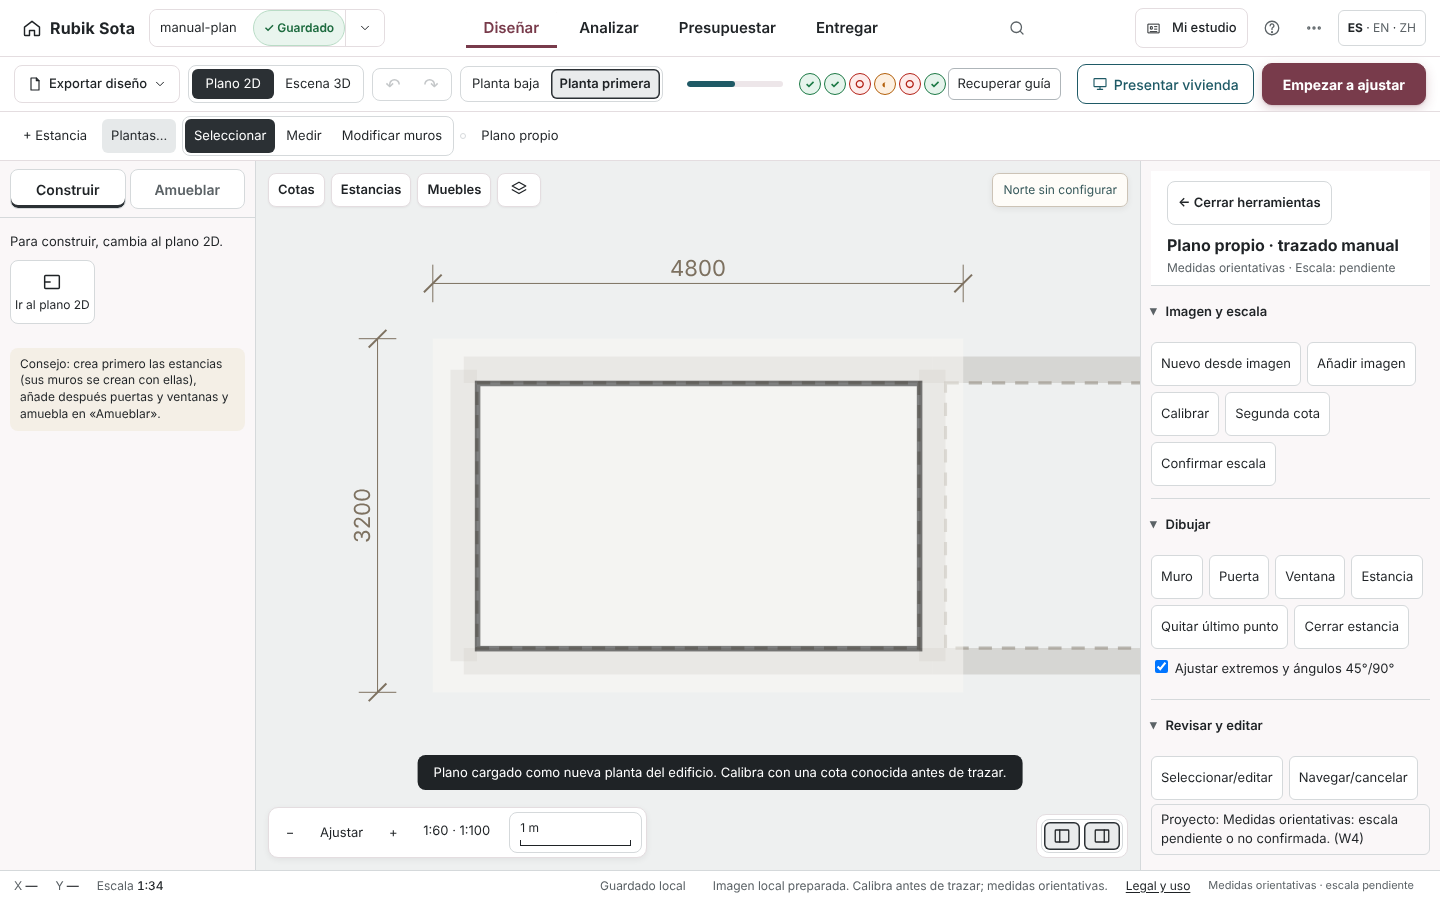 Rubik Sota
manual-plan
Guardado
Diseñar
Analizar
Presupuestar
Entregar
Mi estudio
ES · EN · ZH
Exportar diseño
Plano 2D
Escena 3D
Planta baja
Planta primera
Recuperar guía
Presentar vivienda
Empezar a ajustar
+ Estancia
Plantas...
Seleccionar
Medir
Modificar muros
Plano propio
Construir
Amueblar
Para construir, cambia al plano 2D.
Ir al plano 2D
Consejo: crea primero las estancias
(sus muros se crean con ellas),
añade después puertas y ventanas y
amuebla en «Amueblar».
Cotas
Estancias
Muebles
Norte sin configurar
4800
3200
Plano cargado como nueva planta del edificio. Calibra con una cota conocida antes de trazar.
− Ajustar + 1:60 · 1:100
1 m
← Cerrar herramientas
Plano propio · trazado manual
Medidas orientativas · Escala: pendiente
Imagen y escala
Nuevo desde imagen
Añadir imagen
Calibrar
Segunda cota
Confirmar escala
Dibujar
Muro
Puerta
Ventana
Estancia
Quitar último punto
Cerrar estancia
Ajustar extremos y ángulos 45°/90°
Revisar y editar
Seleccionar/editar
Navegar/cancelar
Proyecto: Medidas orientativas: escala
pendiente o no confirmada. (W4)
X — Y — Escala 1:34
Guardado local
Imagen local preparada. Calibra antes de trazar; medidas orientativas.
Legal y uso
Medidas orientativas · escala pendiente